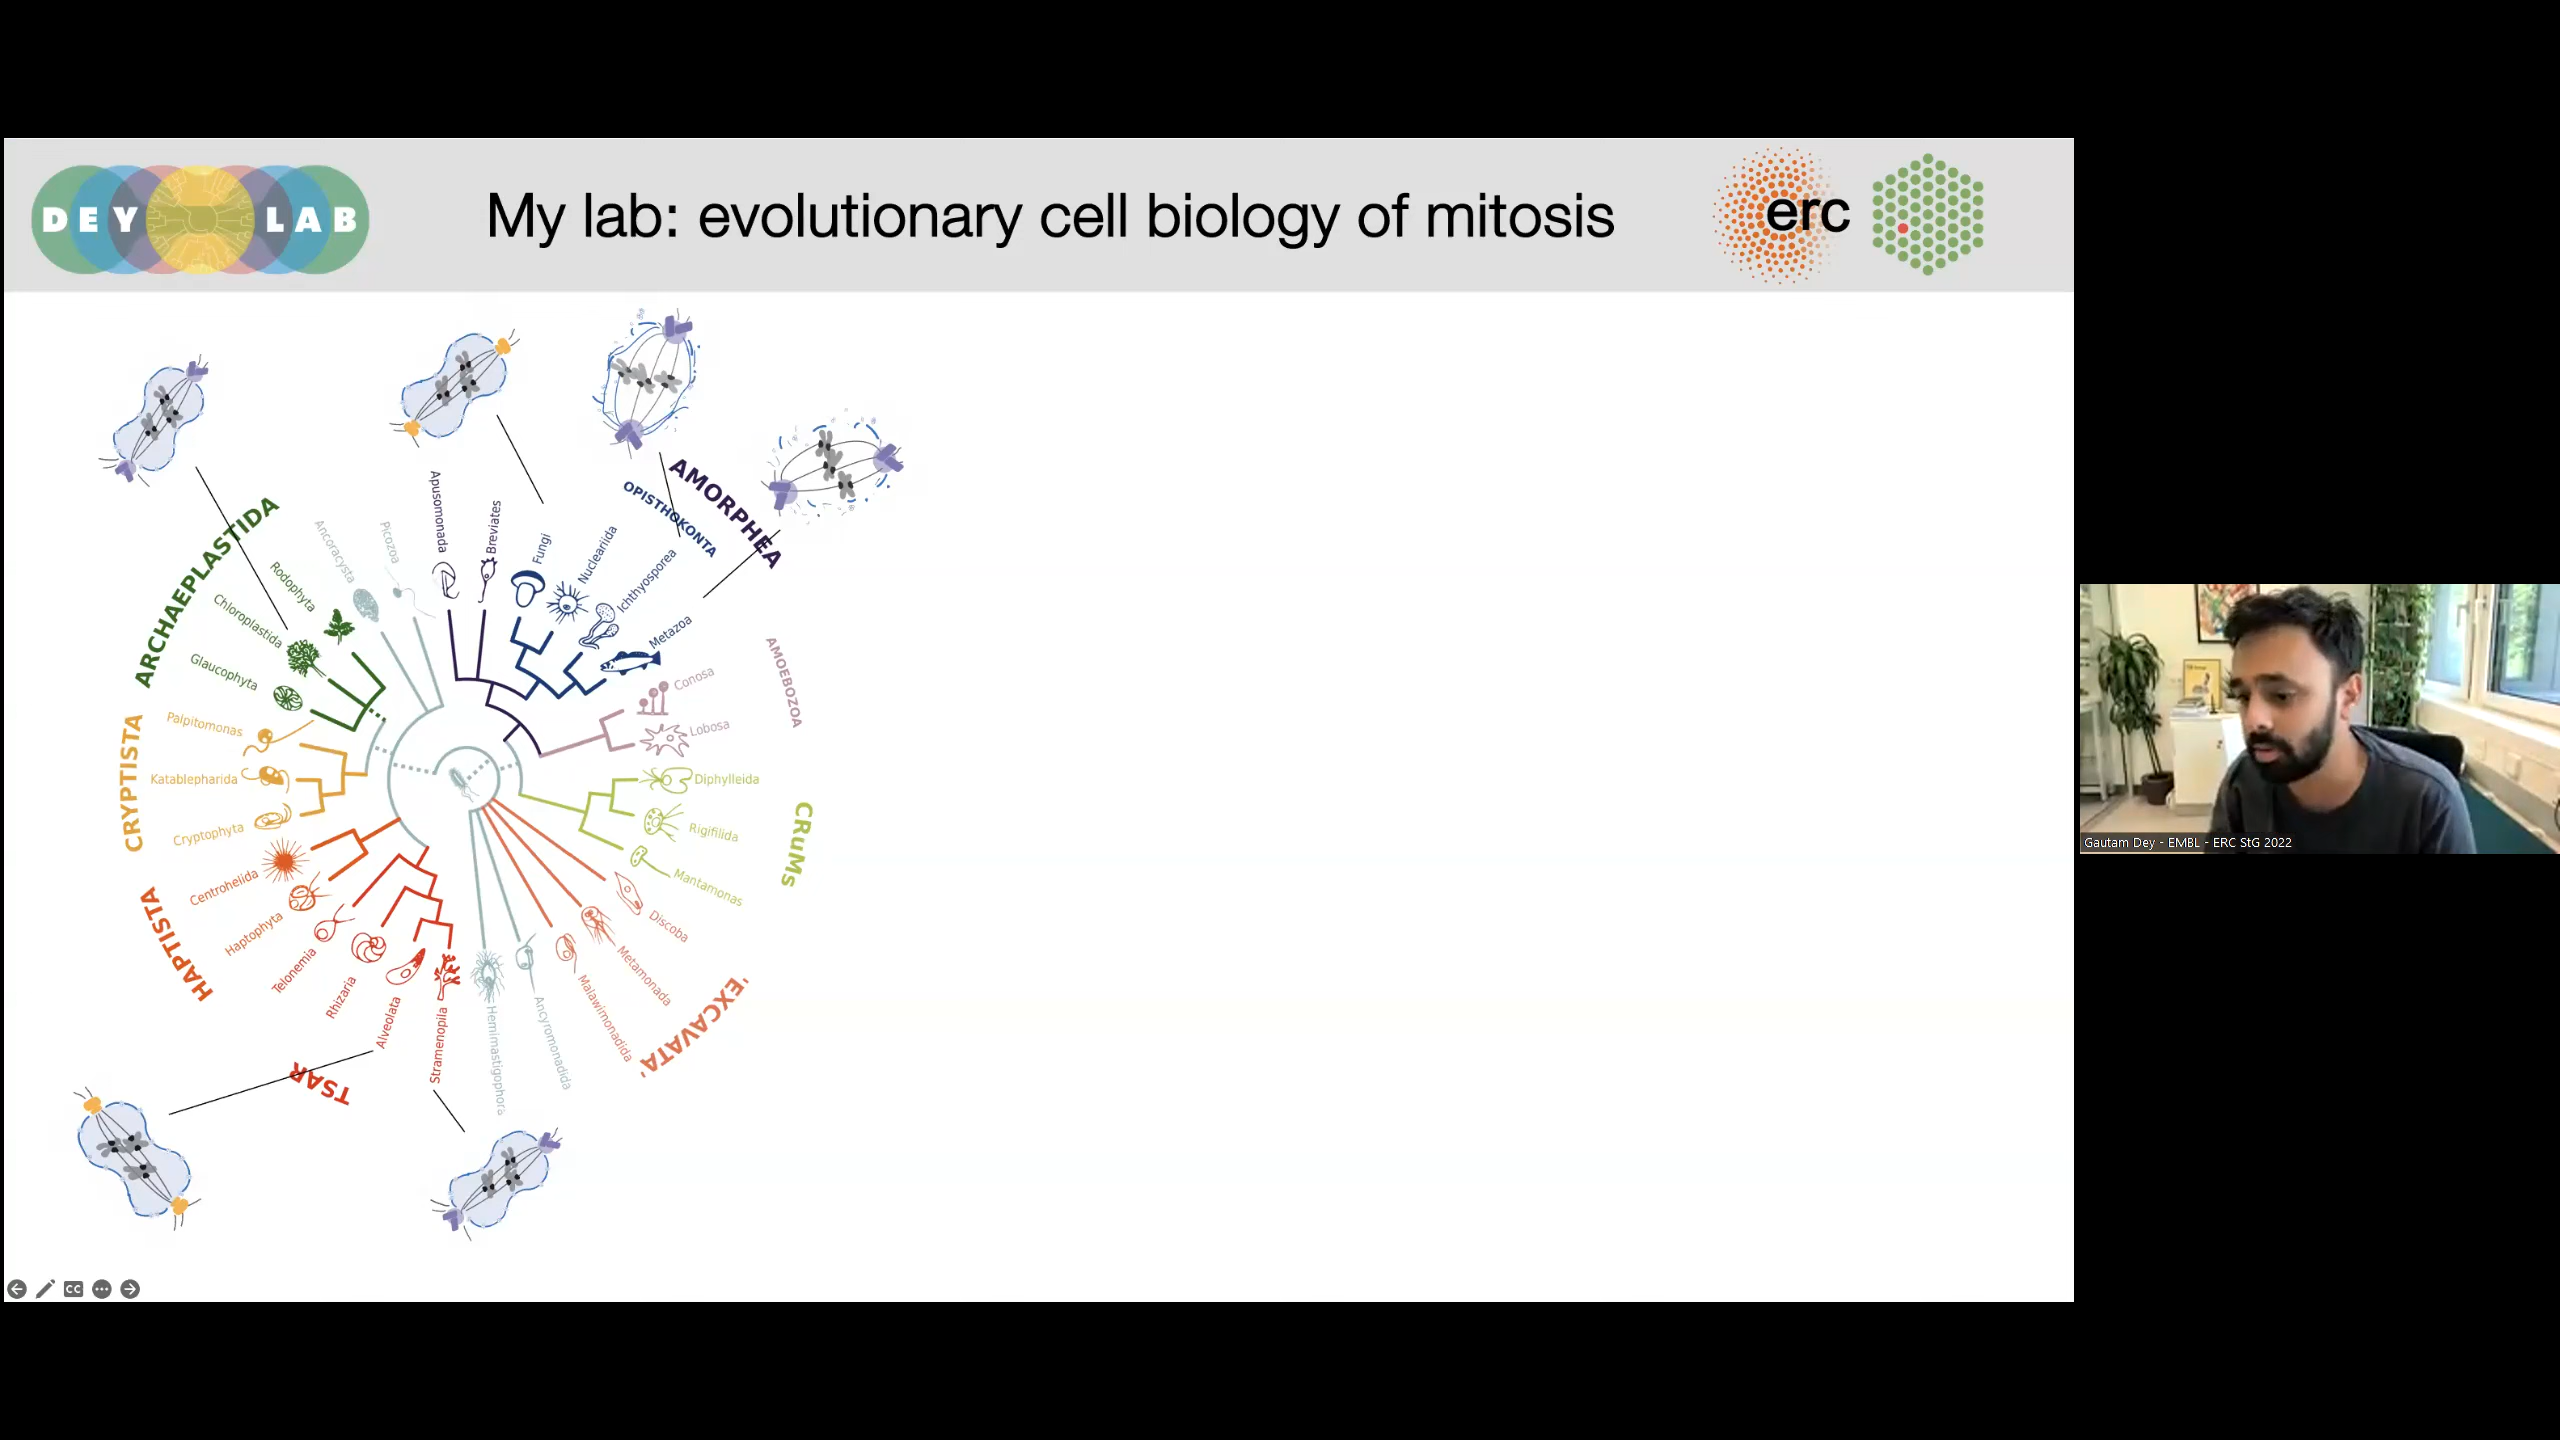 DEY LAB
My lab: evolutionary cell biology of mitosis
erc
AMORPHEA
OPISTHOKONTA
Apusomonada
Breviates
Fungi
Nucleariida
Ichthyosporea
Metazoa
AMOEBOZOA
Conosa
Lobosa
CRuMs
Diphylleida
Rigifilida
Mantamonas
'EXCAVATA'
Discoba
Metamonada
Malawimonadida
Ancyromonadida
Hemimastigophora
TSAR
Stramenopila
Alveolata
Rhizaria
Telonemia
HAPTISTA
Haptophyta
Centrohelida
CRYPTISTA
Cryptophyta
Katablepharida
Palpitomonas
ARCHAEPLASTIDA
Glaucophyta
Chloroplastida
Rodophyta
Ancoracysta
Picozoa
CC
Gautam Dey - EMBL - ERC StG 2022